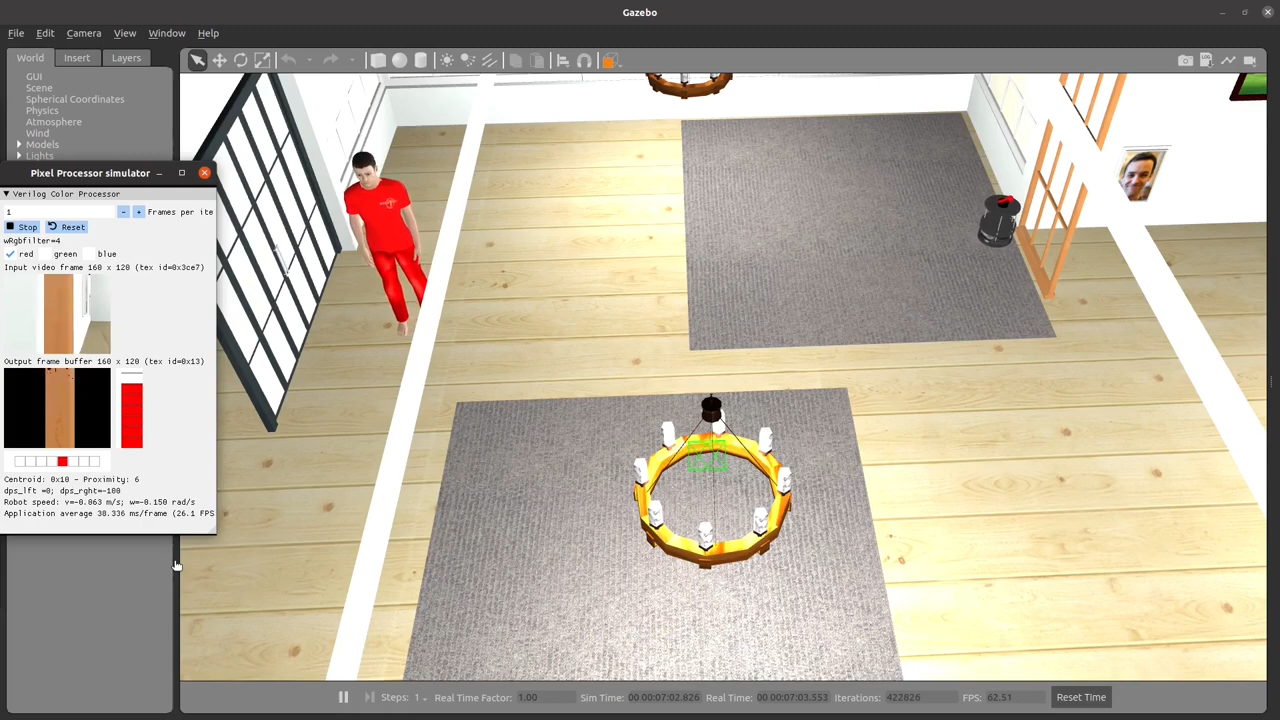 Gazebo
File Edit Camera View Window Help
World Insert Layers
GUI
Scene
Spherical Coordinates
Physics
Atmosphere
Wind
Models
Lights
Pixel Processor simulator
Verilog Color Processor
1 - + Frames per ite
Stop Reset
wRgbfilter=4
red green blue
Input video frame 160 x 120 (tex id=0x3ce7)
Output frame buffer 160 x 120 (tex id=0x13)
Centroid: 0x10 - Proximity: 6
dps_lft =0; dps_rght=-100
Robot speed: v=-0.063 m/s; w=-0.150 rad/s
Application average 38.336 ms/frame (26.1 FPS
Steps: 1 Real Time Factor: 1.00 Sim Time: 00 00:07:02.826 Real Time: 00 00:07:03.553 Iterations: 422826 FPS: 62.51 Reset Time